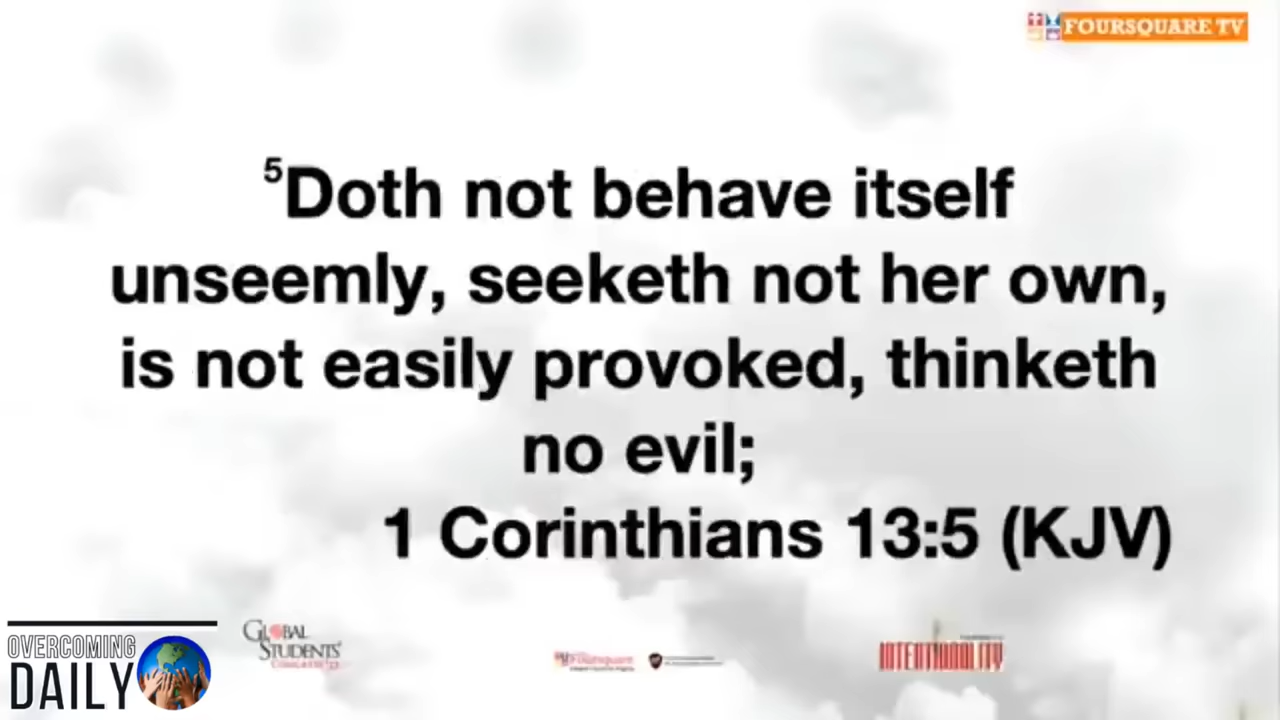 FOURSQUARE TV
5Doth not behave itself
unseemly, seeketh not her own,
is not easily provoked, thinketh
no evil;
1 Corinthians 13:5 (KJV)
OVERCOMING
DAILY
GLOBAL
STUDENTS'
Foursquare
INTENTIONALITY